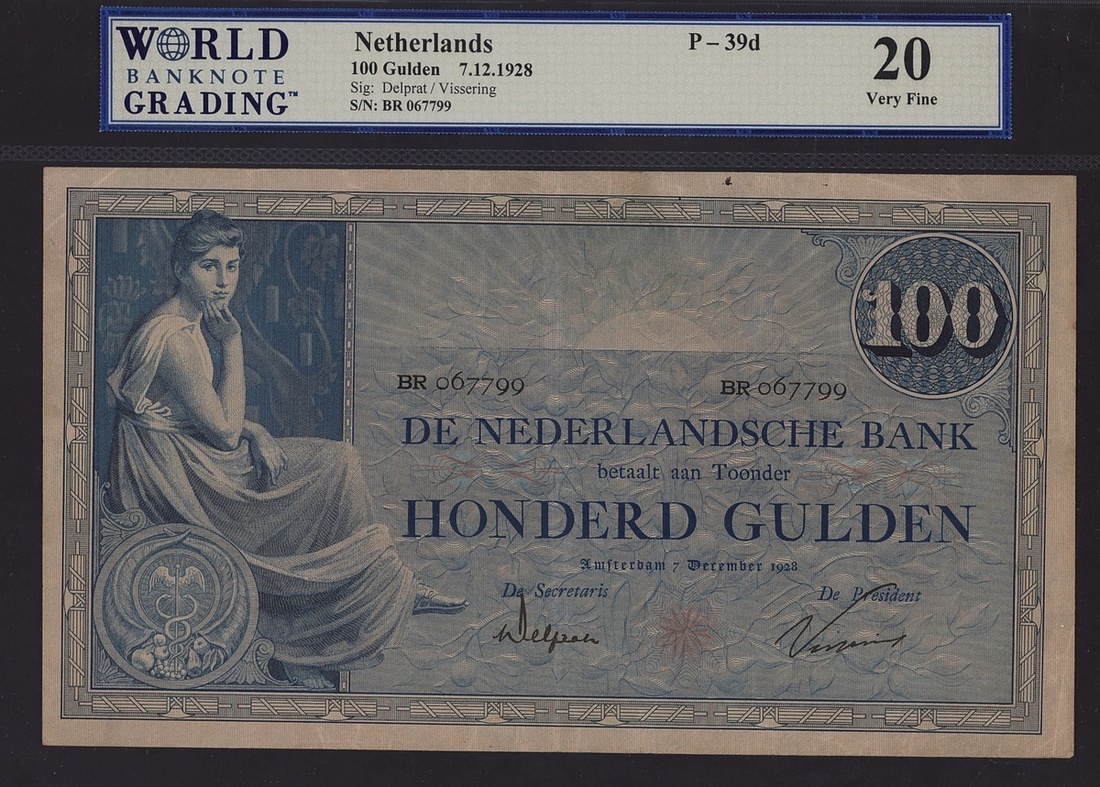 WORLD
BANKNOTE
GRADING™
Netherlands
100 Gulden 7.12.1928
Sig: Delprat / Vissering
S/N: BR 067799
P – 39d
20
Very Fine
100
BR 067799 BR 067799
DE NEDERLANDSCHE BANK
betaalt aan Toonder
HONDERD GULDEN
Amsterdam 7 December 1928
De Secretaris De President
Delprat Vissering